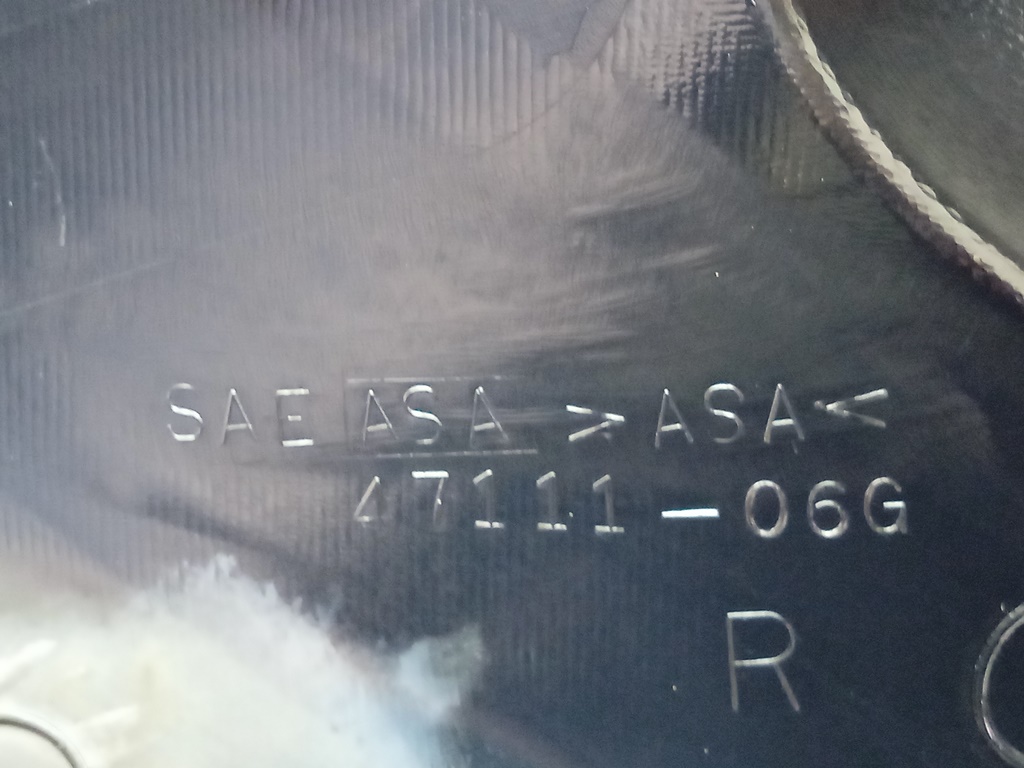 SAE ASA >ASA<
47111-06G
R